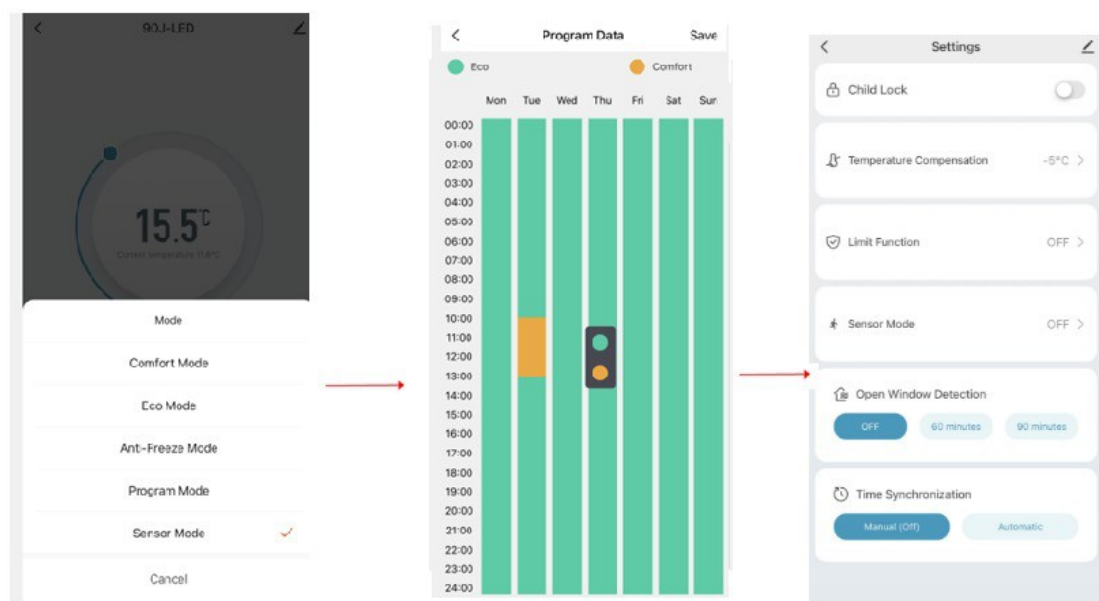 90J-LED
15.5°C
Current temperature 11.8°C
Mode
Comfort Mode
Eco Mode
Anti-Freeze Mode
Program Mode
Sensor Mode
Cancel
Program Data Save
Eco Comfort
Mon Tue Wed Thu Fri Sat Sun
00:00
01:00
02:00
03:00
04:00
05:00
06:00
07:00
08:00
09:00
10:00
11:00
12:00
13:00
14:00
15:00
16:00
17:00
18:00
19:00
20:00
21:00
22:00
23:00
24:00
Settings
Child Lock
Temperature Compensation -5°C >
Limit Function OFF >
Sensor Mode OFF >
Open Window Detection
OFF 60 minutes 90 minutes
Time Synchronization
Manual (Off) Automatic